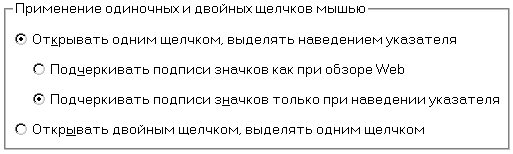 Применение одиночных и двойных щелчков мышью
Открывать одним щелчком, выделять наведением указателя
Подчеркивать подписи значков как при обзоре Web
Подчеркивать подписи значков только при наведении указателя
Открывать двойным щелчком, выделять одним щелчком